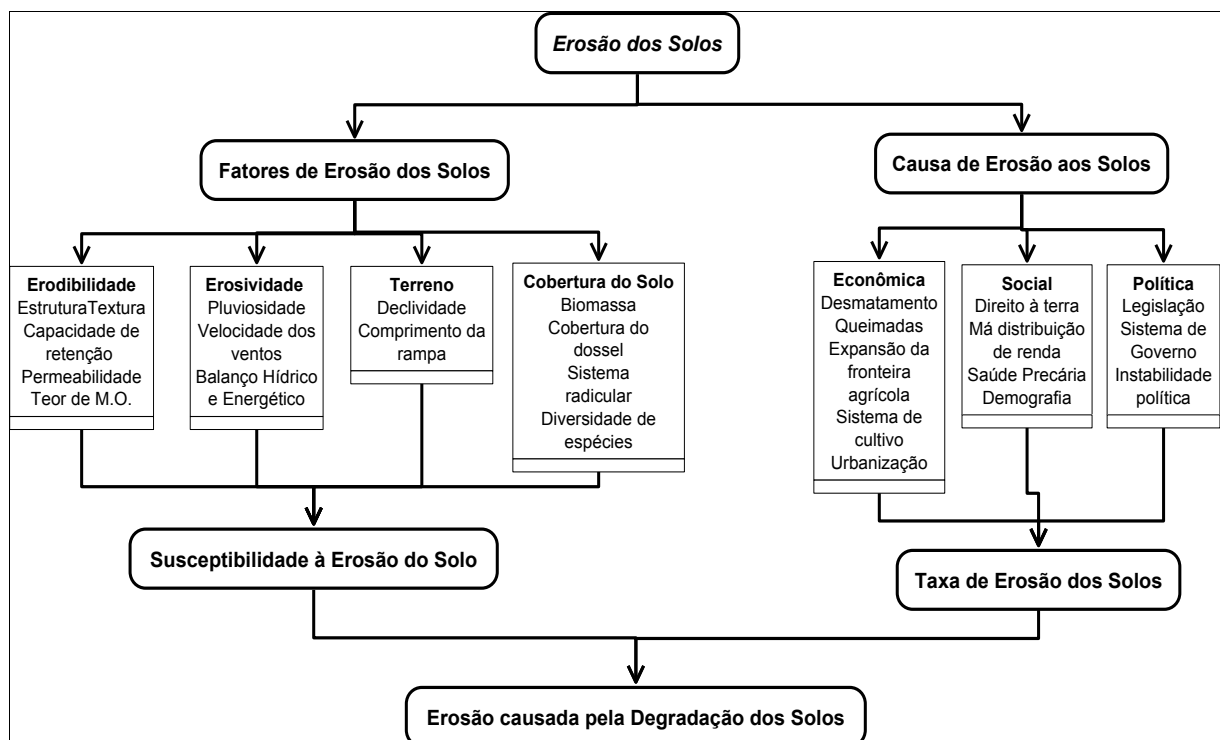 Erosão dos Solos
Fatores de Erosão dos Solos
Causa de Erosão aos Solos
Erodibilidade
EstruturaTextura
Capacidade de
retenção
Permeabilidade
Teor de M.O.
Erosividade
Pluviosidade
Velocidade dos
ventos
Balanço Hídrico
e Energético
Terreno
Declividade
Comprimento da
rampa
Cobertura do Solo
Biomassa
Cobertura do
dossel
Sistema
radicular
Diversidade de
espécies
Econômica
Desmatamento
Queimadas
Expansão da
fronteira
agrícola
Sistema de
cultivo
Urbanização
Social
Direito à terra
Má distribuição
de renda
Saúde Precária
Demografia
Política
Legislação
Sistema de
Governo
Instabilidade
política
Susceptibilidade à Erosão do Solo
Taxa de Erosão dos Solos
Erosão causada pela Degradação dos Solos